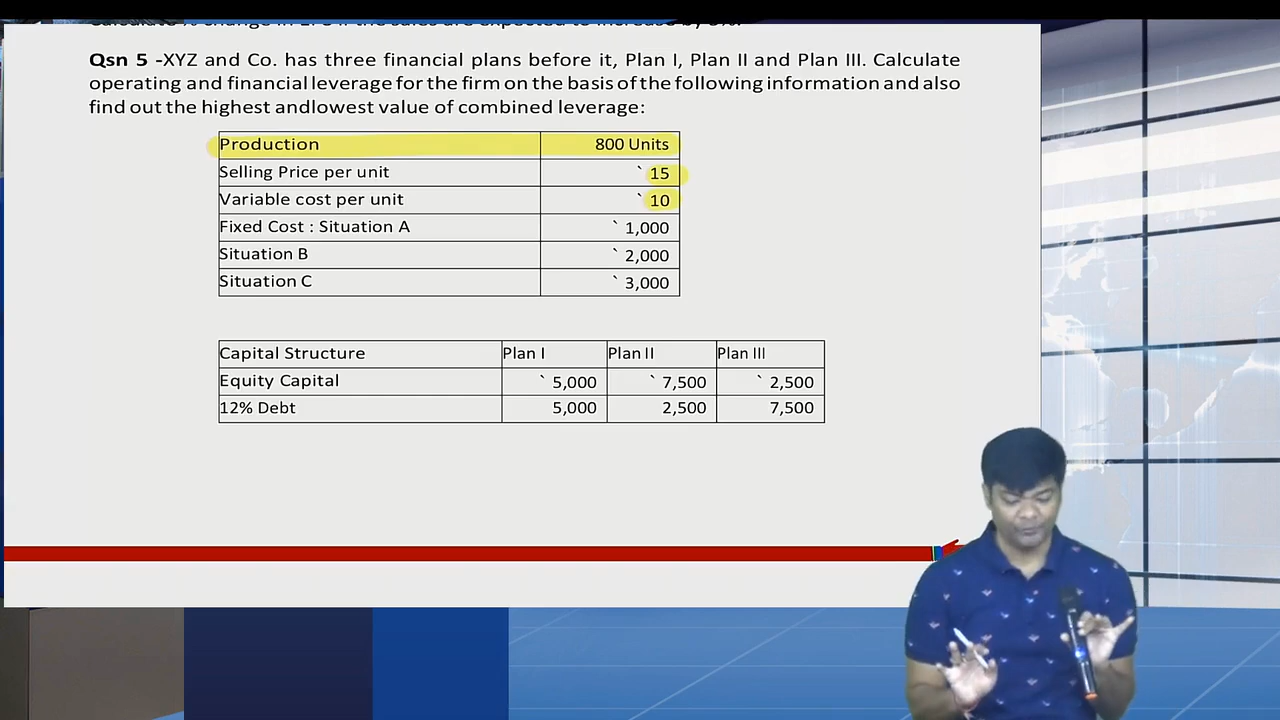 Qsn 5 -XYZ and Co. has three financial plans before it, Plan I, Plan II and Plan III. Calculate
operating and financial leverage for the firm on the basis of the following information and also
find out the highest andlowest value of combined leverage:
Production 800 Units
Selling Price per unit ` 15
Variable cost per unit ` 10
Fixed Cost : Situation A ` 1,000
Situation B ` 2,000
Situation C ` 3,000
Capital Structure Plan I Plan II Plan III
Equity Capital ` 5,000 ` 7,500 ` 2,500
12% Debt 5,000 2,500 7,500